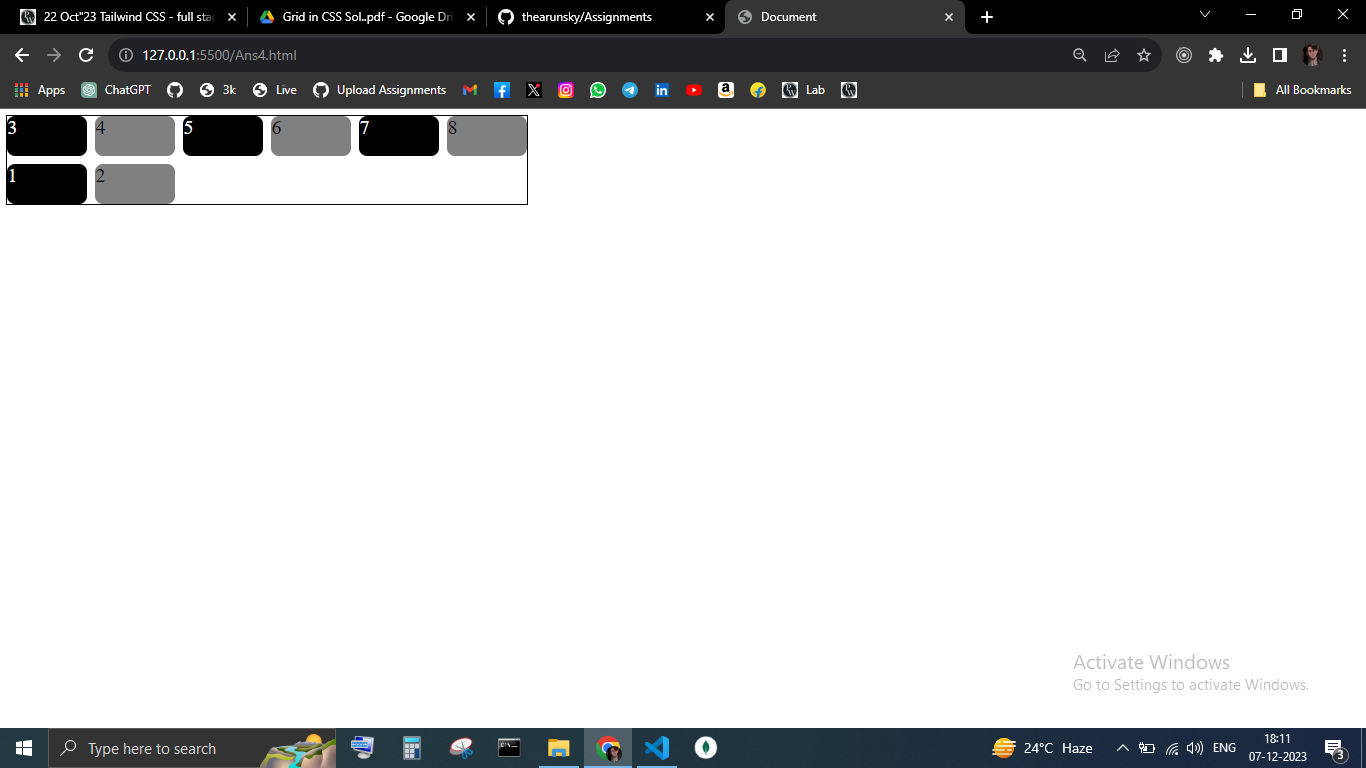 22 Oct"23 Tailwind CSS - full sta
Grid in CSS Sol..pdf - Google Dri
thearunsky/Assignments
Document
127.0.0.1:5500/Ans4.html
Apps
ChatGPT
3k
Live
Upload Assignments
Lab
All Bookmarks
3 4 5 6 7 8
1 2
Activate Windows
Go to Settings to activate Windows.
Type here to search
24°C Haze
ENG
18:11
07-12-2023
3